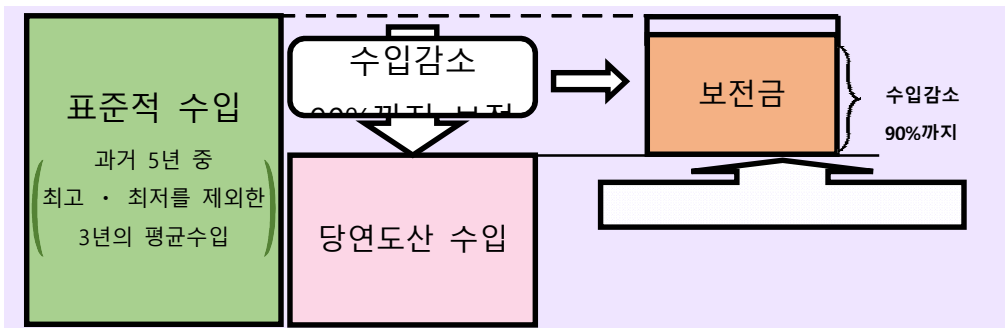 표준적 수입
과거 5년 중
최고 · 최저를 제외한
3년의 평균수입
수입감소
당연도산 수입
보전금
수입감소
90%까지